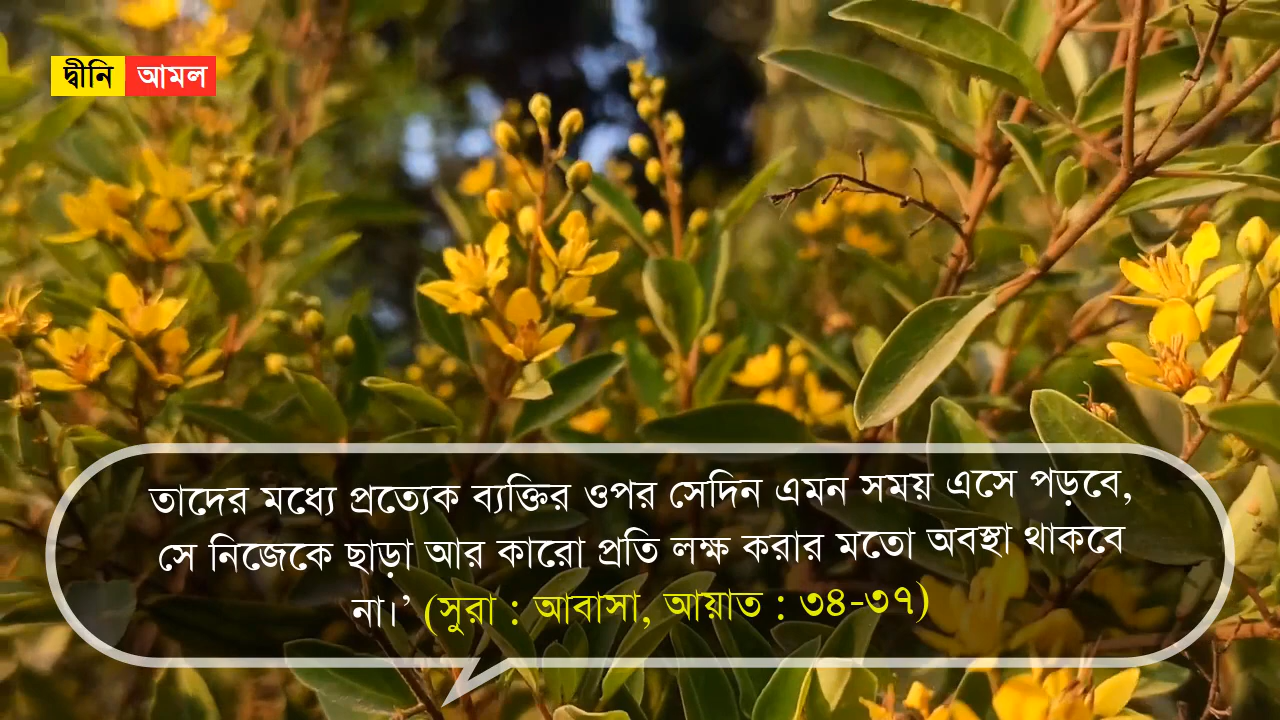 দ্বীনি আমল
তাদের মধ্যে প্রত্যেক ব্যক্তির ওপর সেদিন এমন সময় এসে পড়বে,
সে নিজেকে ছাড়া আর কারো প্রতি লক্ষ করার মতো অবস্থা থাকবে
না।’ (সুরা : আবাসা, আয়াত : ৩৪-৩৭)